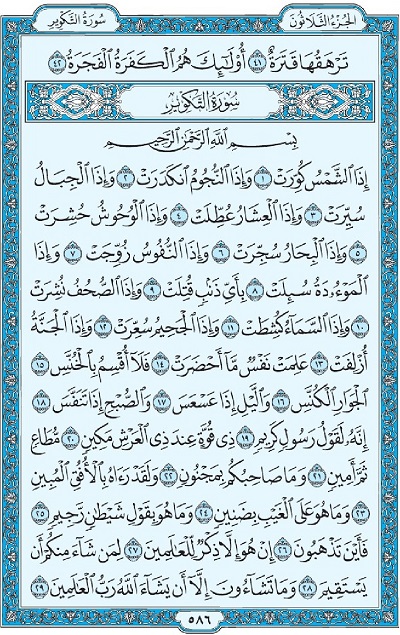 سُورَةُ التَّكْوِيرِ الجُزْءُ الثَّلَاثُونَ
تَرْهَقُهَا قَتَرَةٌ ٤١ أُوْلَٰٓئِكَ هُمُ ٱلْكَفَرَةُ ٱلْفَجَرَةُ ٤٢
سُورَةُ التَّكْوِيرِ
بِسْمِ ٱللَّهِ ٱلرَّحْمَٰنِ ٱلرَّحِيمِ
إِذَا ٱلشَّمْسُ كُوِّرَتْ ١ وَإِذَا ٱلنُّجُومُ ٱنكَدَرَتْ ٢ وَإِذَا ٱلْجِبَالُ
سُيِّرَتْ ٣ وَإِذَا ٱلْعِشَارُ عُطِّلَتْ ٤ وَإِذَا ٱلْوُحُوشُ حُشِرَتْ
٥ وَإِذَا ٱلْبِحَارُ سُجِّرَتْ ٦ وَإِذَا ٱلنُّفُوسُ زُوِّجَتْ ٧ وَإِذَا
ٱلْمَوْءُۥدَةُ سُئِلَتْ ٨ بِأَيِّ ذَنۢبٍ قُتِلَتْ ٩ وَإِذَا ٱلصُّحُفُ نُشِرَتْ
١٠ وَإِذَا ٱلسَّمَآءُ كُشِطَتْ ١١ وَإِذَا ٱلْجَحِيمُ سُعِّرَتْ ١٢ وَإِذَا ٱلْجَنَّةُ
أُزْلِفَتْ ١٣ عَلِمَتْ نَفْسٌ مَّآ أَحْضَرَتْ ١٤ فَلَآ أُقْسِمُ بِٱلْخُنَّسِ ١٥
ٱلْجَوَارِ ٱلْكُنَّسِ ١٦ وَٱلَّيْلِ إِذَا عَسْعَسَ ١٧ وَٱلصُّبْحِ إِذَا تَنَفَّسَ ١٨
إِنَّهُۥ لَقَوْلُ رَسُولٍ كَرِيمٍ ١٩ ذِى قُوَّةٍ عِندَ ذِى ٱلْعَرْشِ مَكِينٍ ٢٠ مُّطَاعٍ
ثَمَّ أَمِينٍ ٢١ وَمَا صَاحِبُكُم بِمَجْنُونٍ ٢٢ وَلَقَدْ رَءَاهُ بِٱلْأُفُقِ ٱلْمُبِينِ
٢٣ وَمَا هُوَ عَلَى ٱلْغَيْبِ بِضَنِينٍ ٢٤ وَمَا هُوَ بِقَوْلِ شَيْطَٰنٍ رَّجِيمٍ ٢٥
فَأَيْنَ تَذْهَبُونَ ٢٦ إِنْ هُوَ إِلَّا ذِكْرٌ لِّلْعَٰلَمِينَ ٢٧ لِمَن شَآءَ مِنكُمْ أَن
يَسْتَقِيمَ ٢٨ وَمَا تَشَآءُونَ إِلَّآ أَن يَشَآءَ ٱللَّهُ رَبُّ ٱلْعَٰلَمِينَ ٢٩
٥٨٦